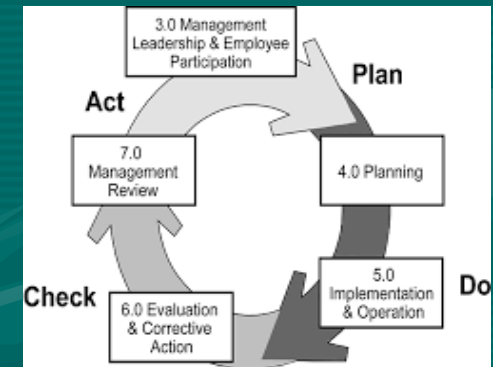 3.0 Management
Leadership & Employee
Participation
Plan
Act
7.0
Management
Review
4.0 Planning
5.0
Implementation
& Operation
Do
Check
6.0 Evaluation
& Corrective
Action